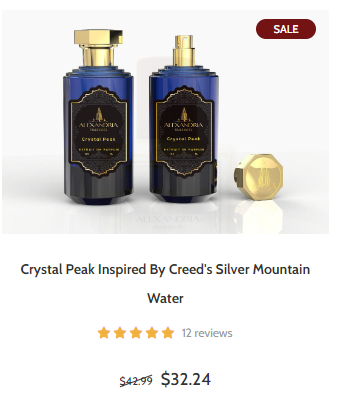 SALE
ALEXANDRIA
Crystal Peak
EXTRAIT DE PARFUM
ALEXANDRIA
Crystal Peak
EXTRAIT DE PARFUM
Crystal Peak Inspired By Creed's Silver Mountain
Water
12 reviews
$42.99 $32.24